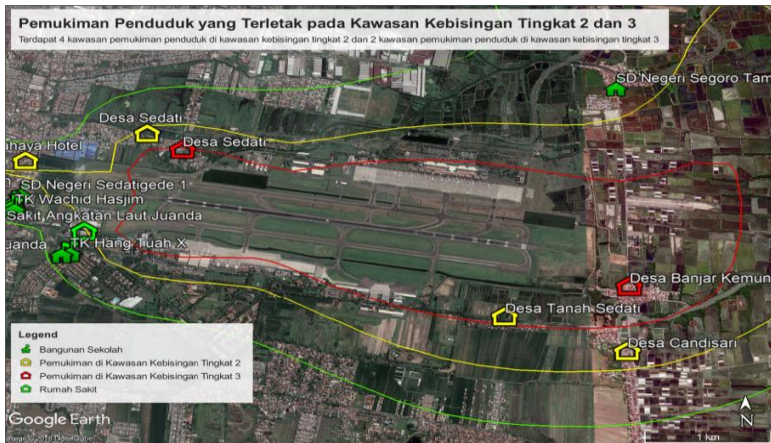 Pemukiman Penduduk yang Terletak pada Kawasan Kebisingan Tingkat 2 dan 3
Terdapat 4 kawasan pemukiman penduduk di kawasan kebisingan tingkat 2 dan 2 kawasan pemukiman penduduk di kawasan kebisingan tingkat 3
SD Negeri Segoro Tam
Desa Sedati
Desa Sedati
Hotel
SD Negeri Sedatigede 1
TK Wachid Hasjim
Sakit Angkatan Laut Juanda
uanda
TK Hang Tuah X
Desa Banjar Kemun
Desa Tanah Sedati
Desa Candisari
Legend
Bangunan Sekolah
Pemukiman di Kawasan Kebisingan Tingkat 2
Pemukiman di Kawasan Kebisingan Tingkat 3
Rumah Sakit
Google Earth
N
1 km